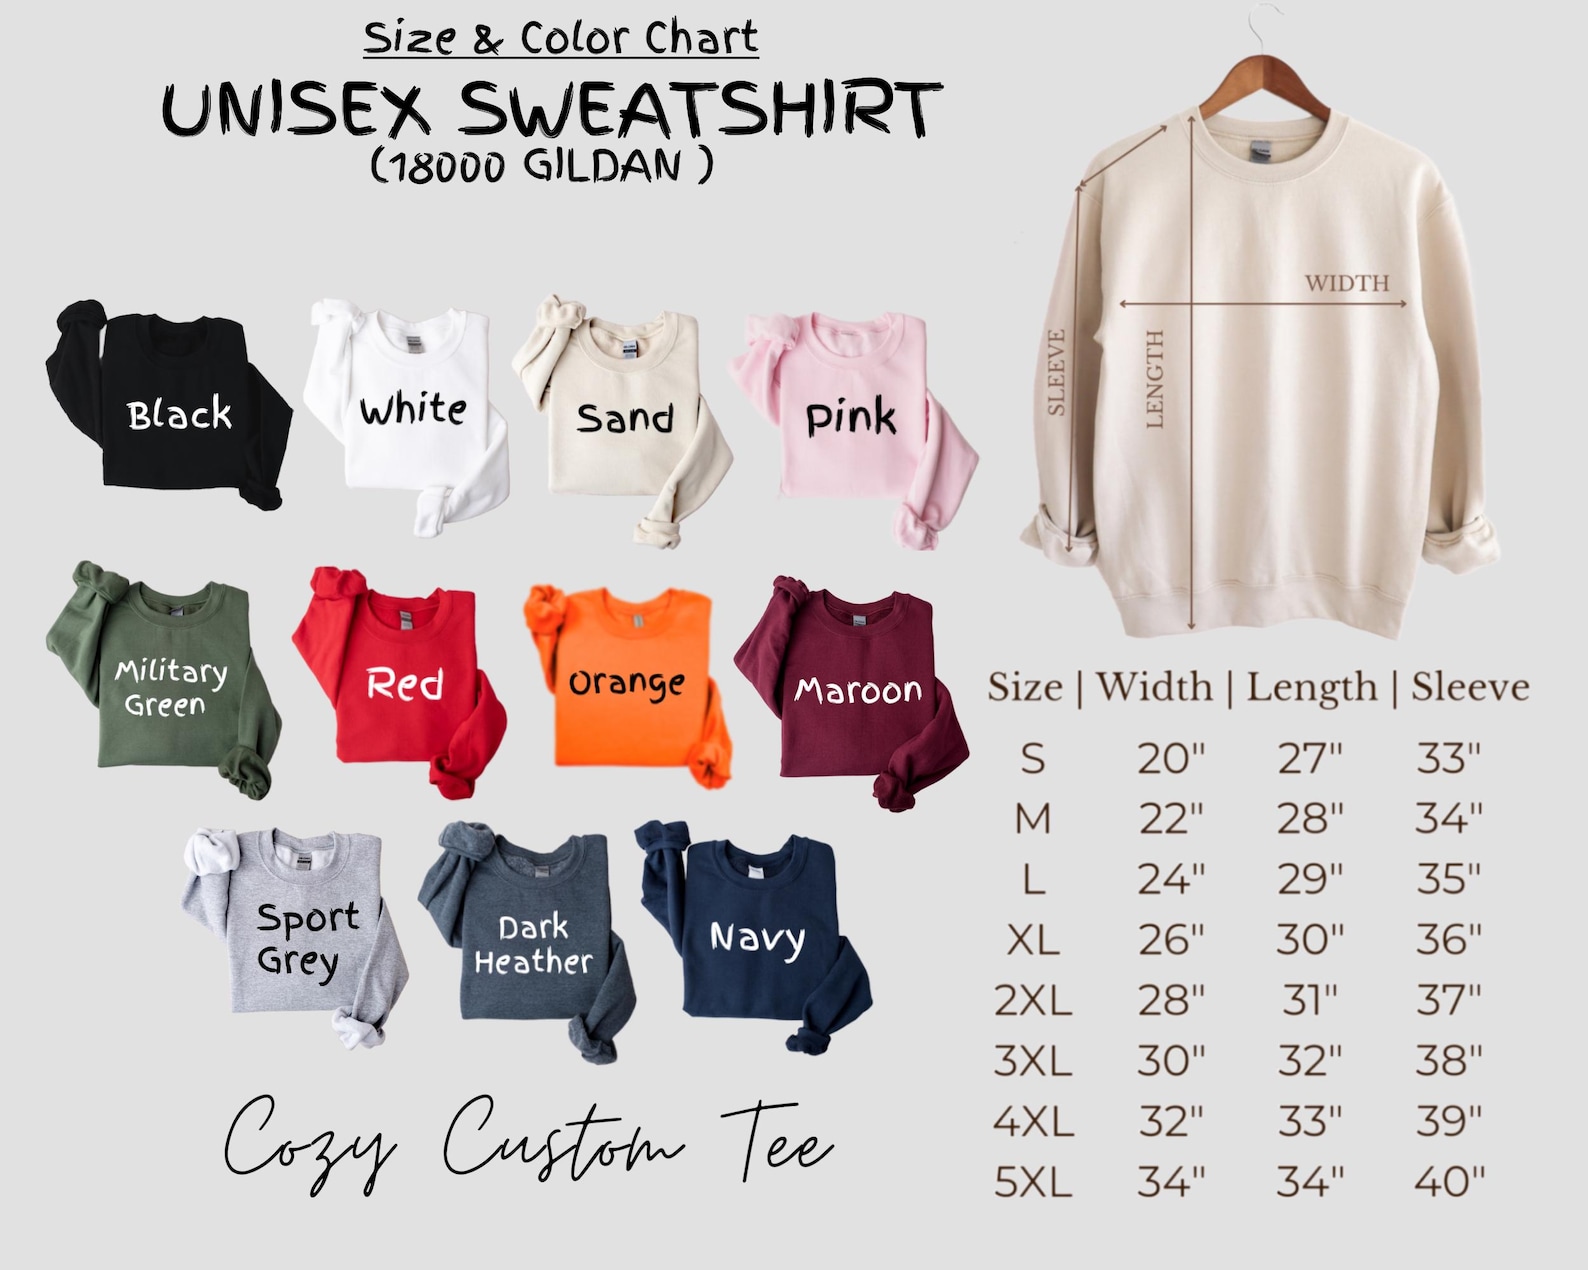 Size & Color Chart
UNISEX SWEATSHIRT
(18000 GILDAN )
Black
White
Sand
Pink
Military
Green
Red
Orange
Maroon
Sport
Grey
Dark
Heather
Navy
Cozy Custom Tee
WIDTH
SLEEVE
LENGTH
Size | Width | Length | Sleeve
S 20" 27" 33"
M 22" 28" 34"
L 24" 29" 35"
XL 26" 30" 36"
2XL 28" 31" 37"
3XL 30" 32" 38"
4XL 32" 33" 39"
5XL 34" 34" 40"